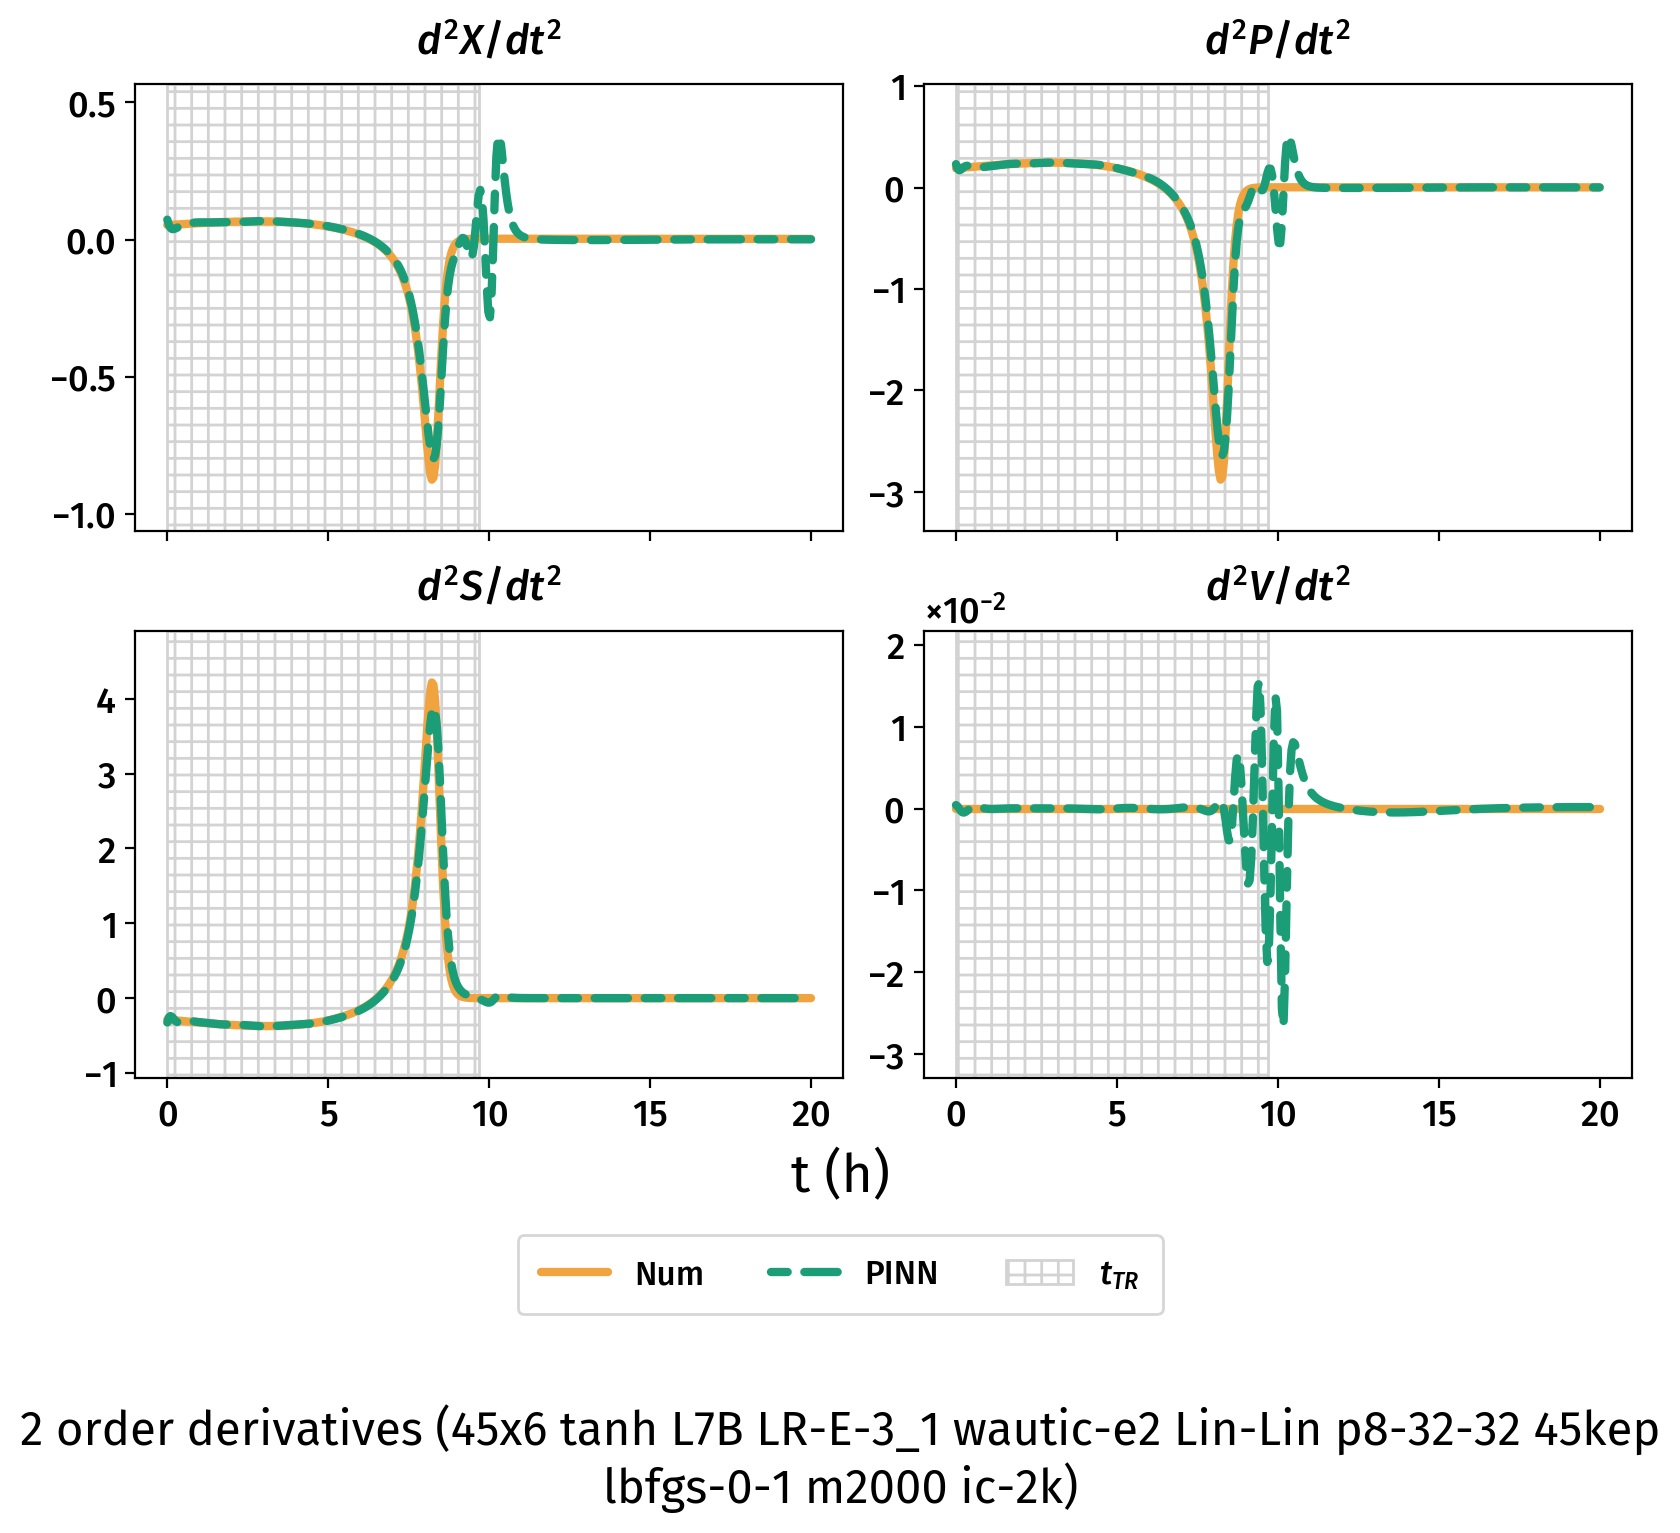 d²X/dt²
d²P/dt²
0.5
0.0
−0.5
−1.0
1
0
−1
−2
−3
d²S/dt²
d²V/dt²
×10⁻²
4
3
2
1
0
−1
2
1
0
−1
−2
−3
0 5 10 15 20
0 5 10 15 20
t (h)
Num PINN t_TR
2 order derivatives (45x6 tanh L7B LR-E-3_1 wautic-e2 Lin-Lin p8-32-32 45kep
lbfgs-0-1 m2000 ic-2k)